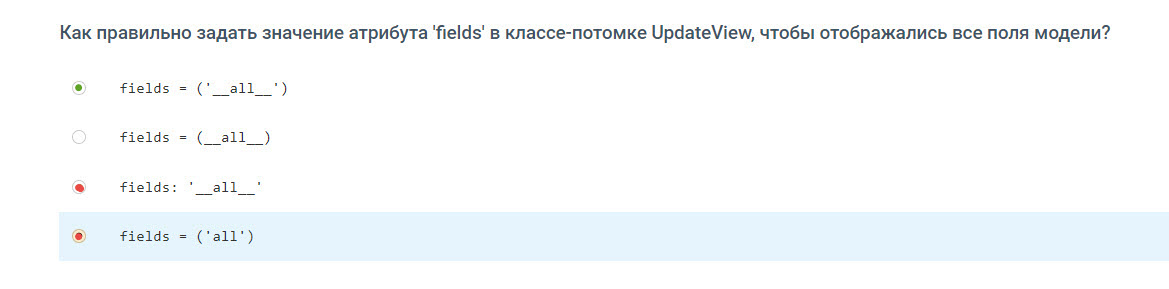 Как правильно задать значение атрибута 'fields' в классе-потомке UpdateView, чтобы отображались все поля модели?
fields = ('__all__')
fields = (__all__)
fields: '__all__'
fields = ('all')